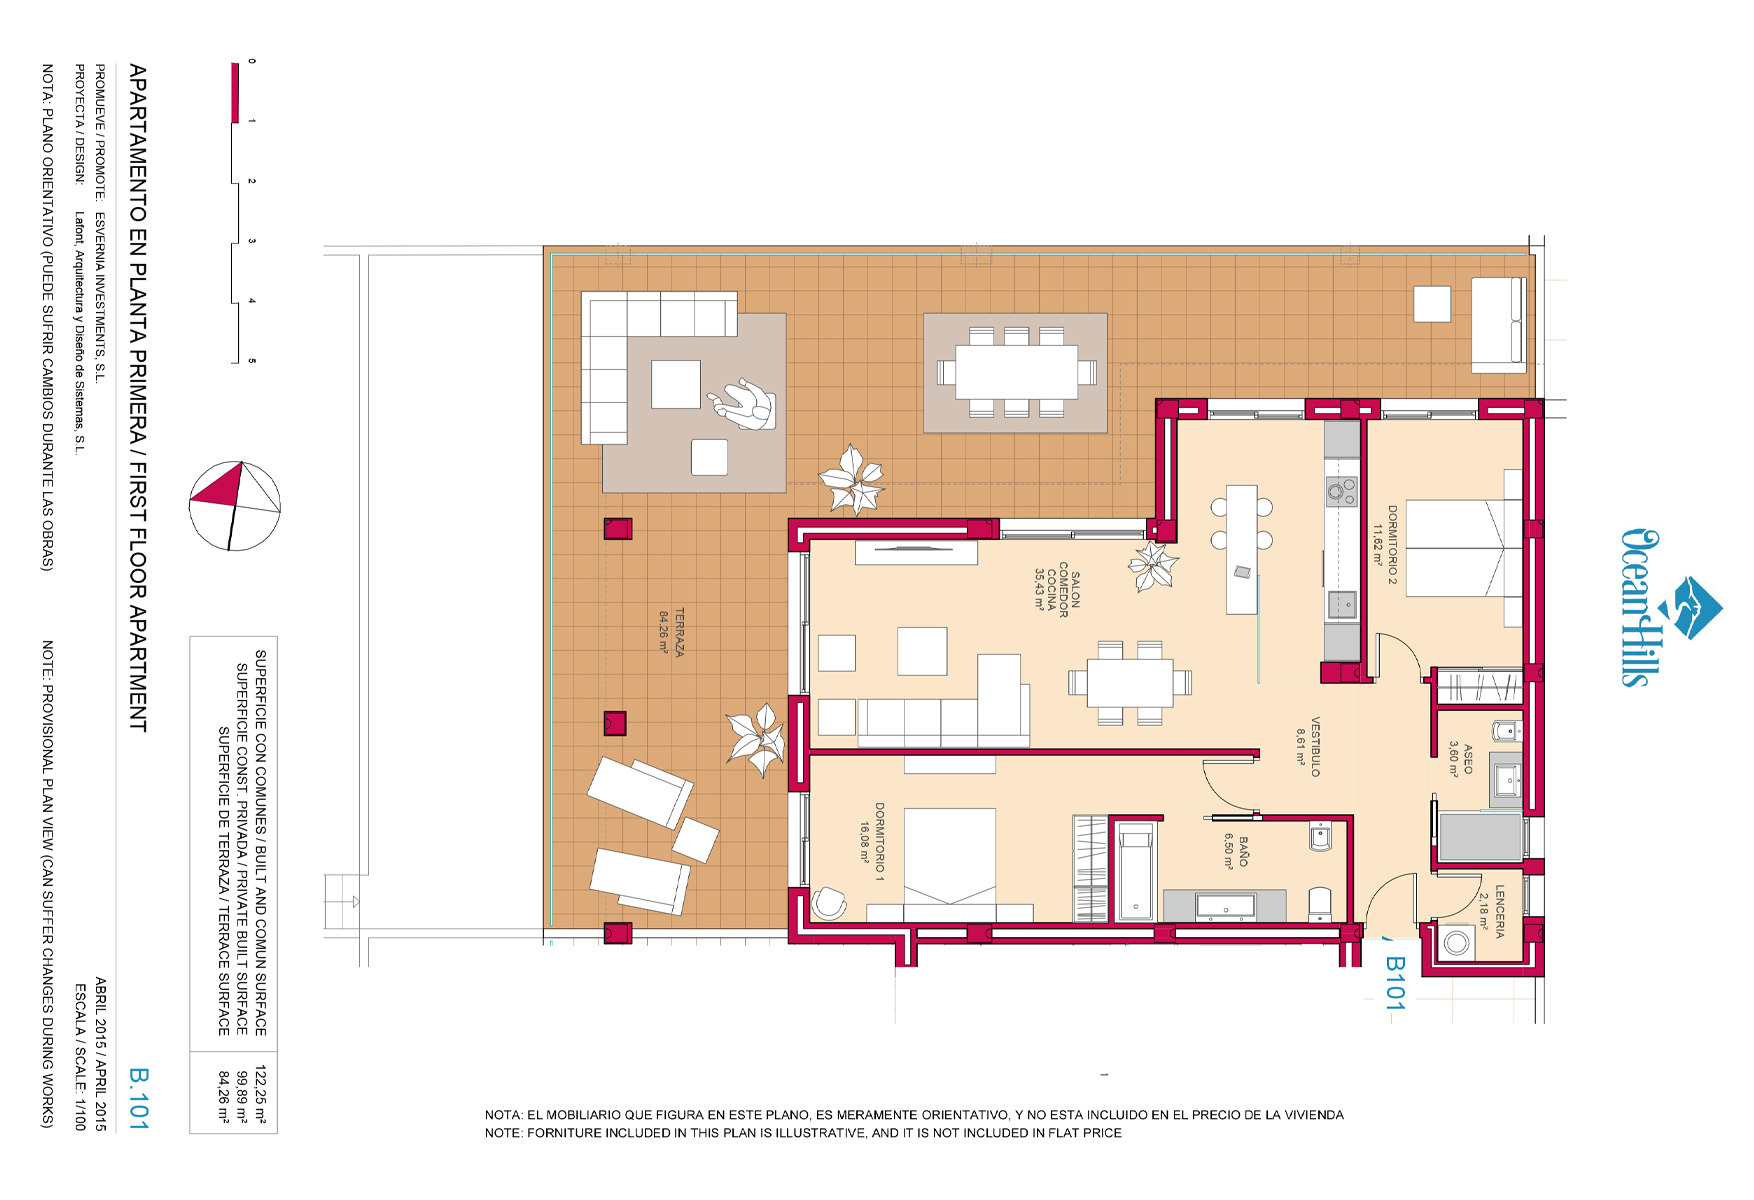 Ocean Hills
DORMITORIO 2
11,62 m²
SALON
COMEDOR
COCINA
35,43 m²
VESTIBULO
8,61 m²
ASEO
3,60 m²
LENCERIA
2,18 m²
BAÑO
6,50 m²
DORMITORIO 1
16,08 m²
TERRAZA
84.26 m²
B101
0 1 2 3 4 5
SUPERFICIE CON COMUNES / BUILT AND COMUN SURFACE 122,25 m²
SUPERFICIE CONST. PRIVADA / PRIVATE BUILT SURFACE 99,89 m²
SUPERFICIE DE TERRAZA / TERRACE SURFACE 84,26 m²
APARTAMENTO EN PLANTA PRIMERA / FIRST FLOOR APARTMENT B.101
PROMUEVE / PROMOTE: ESVERNIA INVESTMENTS, S.L. ABRIL 2015 / APRIL 2015
PROYECTA / DESIGN: Lafont, Arquitectura y Diseño de Sistemas, S.L. ESCALA / SCALE: 1/100
NOTA: PLANO ORIENTATIVO (PUEDE SUFRIR CAMBIOS DURANTE LAS OBRAS) NOTE: PROVISIONAL PLAN VIEW (CAN SUFFER CHANGES DURING WORKS)
1
NOTA: EL MOBILIARIO QUE FIGURA EN ESTE PLANO, ES MERAMENTE ORIENTATIVO, Y NO ESTA INCLUIDO EN EL PRECIO DE LA VIVIENDA
NOTE: FORNITURE INCLUDED IN THIS PLAN IS ILLUSTRATIVE, AND IT IS NOT INCLUDED IN FLAT PRICE